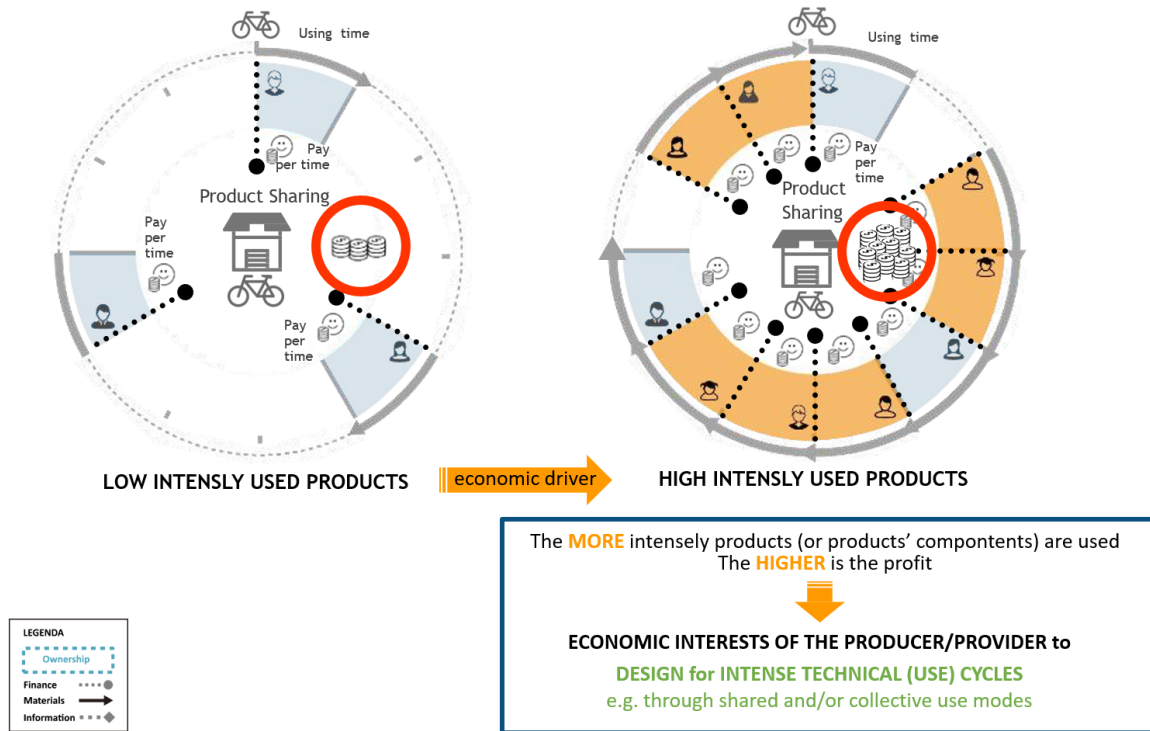 Using time
Pay
per time
Product Sharing
Pay
per
time
Pay
per
time
LOW INTENSLY USED PRODUCTS
economic driver
Using time
Pay
per
time
Product
Sharing
HIGH INTENSLY USED PRODUCTS
The MORE intensely products (or products' compontents) are used
The HIGHER is the profit
ECONOMIC INTERESTS OF THE PRODUCER/PROVIDER to
DESIGN for INTENSE TECHNICAL (USE) CYCLES
e.g. through shared and/or collective use modes
LEGENDA
Ownership
Finance
Materials
Information